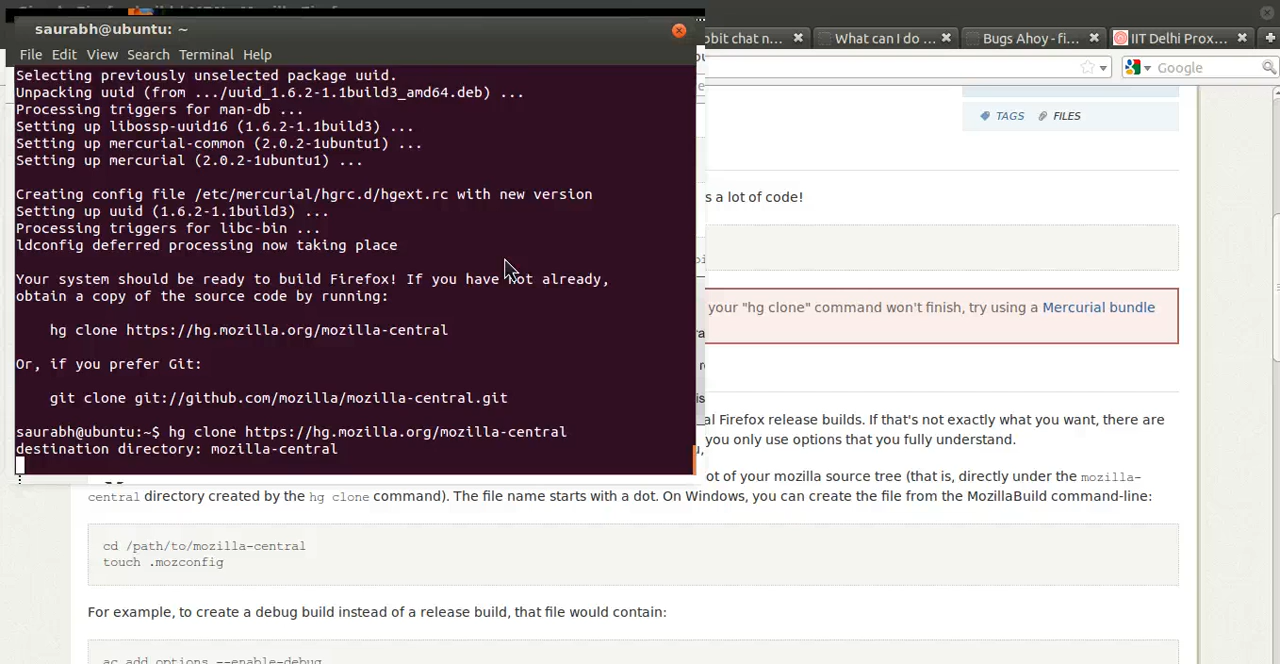 saurabh@ubuntu: ~
File Edit View Search Terminal Help
bbit chat n...
What can I do ...
Bugs Ahoy - fi...
IIT Delhi Prox...
Google
Selecting previously unselected package uuid.
Unpacking uuid (from .../uuid_1.6.2-1.1build3_amd64.deb) ...
Processing triggers for man-db ...
Setting up libossp-uuid16 (1.6.2-1.1build3) ...
Setting up mercurial-common (2.0.2-1ubuntu1) ...
Setting up mercurial (2.0.2-1ubuntu1) ...
Creating config file /etc/mercurial/hgrc.d/hgext.rc with new version
Setting up uuid (1.6.2-1.1build3) ...
Processing triggers for libc-bin ...
ldconfig deferred processing now taking place
Your system should be ready to build Firefox! If you have not already,
obtain a copy of the source code by running:
hg clone https://hg.mozilla.org/mozilla-central
Or, if you prefer Git:
git clone git://github.com/mozilla/mozilla-central.git
saurabh@ubuntu:~$ hg clone https://hg.mozilla.org/mozilla-central
destination directory: mozilla-central
TAGS FILES
s a lot of code!
your "hg clone" command won't finish, try using a Mercurial bundle
al Firefox release builds. If that's not exactly what you want, there are
you only use options that you fully understand.
ot of your mozilla source tree (that is, directly under the mozilla-
central directory created by the hg clone command). The file name starts with a dot. On Windows, you can create the file from the MozillaBuild command-line:
cd /path/to/mozilla-central
touch .mozconfig
For example, to create a debug build instead of a release build, that file would contain:
ac_add_options --enable-debug